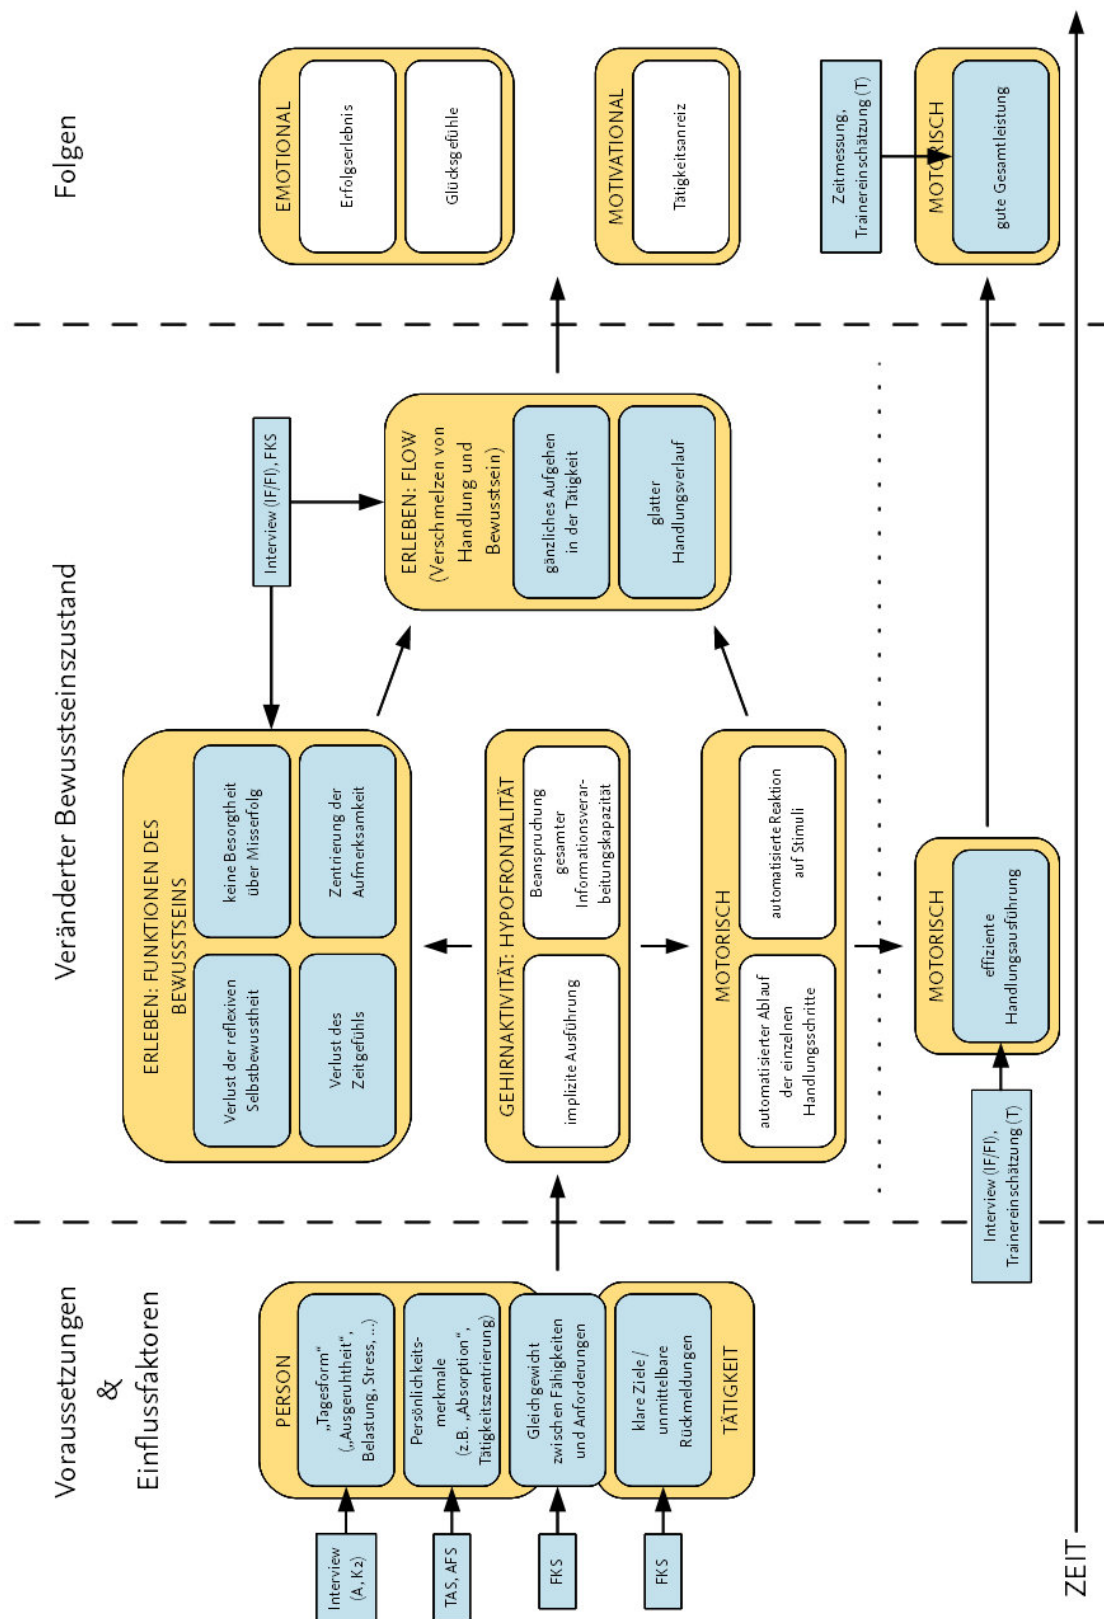 Voraussetzungen
&
Einflussfaktoren
Veränderter Bewusstseinszustand
Folgen
Interview
(A, K2)
TAS, AFS
FKS
FKS
PERSON
„Tagesform“
(„Ausgeruhtheit“,
Belastung, Stress, ...)
Persönlichkeits-
merkmale
(z.B. „Absorption“,
Tätigkeitszentrierung)
Gleichgewicht
zwischen Fähigkeiten
und Anforderungen
klare Ziele /
unmittelbare
Rückmeldungen
TÄTIGKEIT
ERLEBEN: FUNKTIONEN DES
BEWUSSTSEINS
Verlust der reflexiven
Selbstbewusstheit
keine Besorgtheit
über Misserfolg
Verlust des
Zeitgefühls
Zentrierung der
Aufmerksamkeit
GEHIRNAKTIVITÄT: HYPOFRONTALITÄT
implizite Ausführung
Beanspruchung
gesamter
Informationsverar-
beitungskapazität
MOTORISCH
automatisierter Ablauf
der einzelnen
Handlungsschritte
automatisierte Reaktion
auf Stimuli
Interview (IF/FI), FKS
ERLEBEN: FLOW
(Verschmelzen von
Handlung und
Bewusstsein)
gänzliches Aufgehen
in der Tätigkeit
glatter
Handlungsverlauf
Interview (IF/FI),
Trainereinschätzung (T)
MOTORISCH
effiziente
Handlungsausführung
EMOTIONAL
Erfolgserlebnis
Glücksgefühle
MOTIVATIONAL
Tätigkeitsanreiz
Zeitmessung,
Trainereinschätzung (T)
MOTORISCH
gute Gesamtleistung
ZEIT